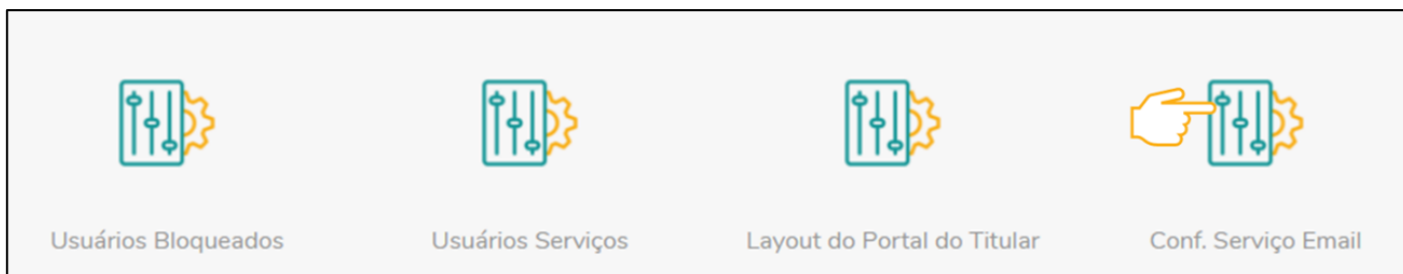 Usuários Bloqueados
Usuários Serviços
Layout do Portal do Titular
Conf. Serviço Email